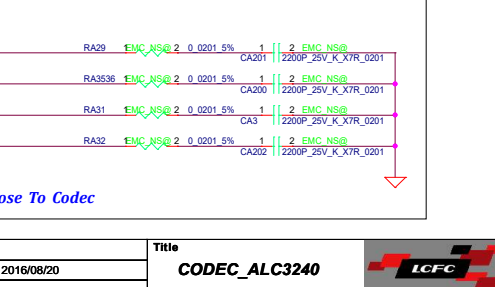 RA29 1 EMC_NS@ 2 0_0201_5% 1 2 EMC_NS@
CA201 2200P_25V_K_X7R_0201
RA3536 1 EMC_NS@ 2 0_0201_5% 1 2 EMC_NS@
CA200 2200P_25V_K_X7R_0201
RA31 1 EMC_NS@ 2 0_0201_5% 1 2 EMC_NS@
CA3 2200P_25V_K_X7R_0201
RA32 1 EMC_NS@ 2 0_0201_5% 1 2 EMC_NS@
CA202 2200P_25V_K_X7R_0201
ose To Codec
Title
2016/08/20 CODEC_ALC3240 LCFC